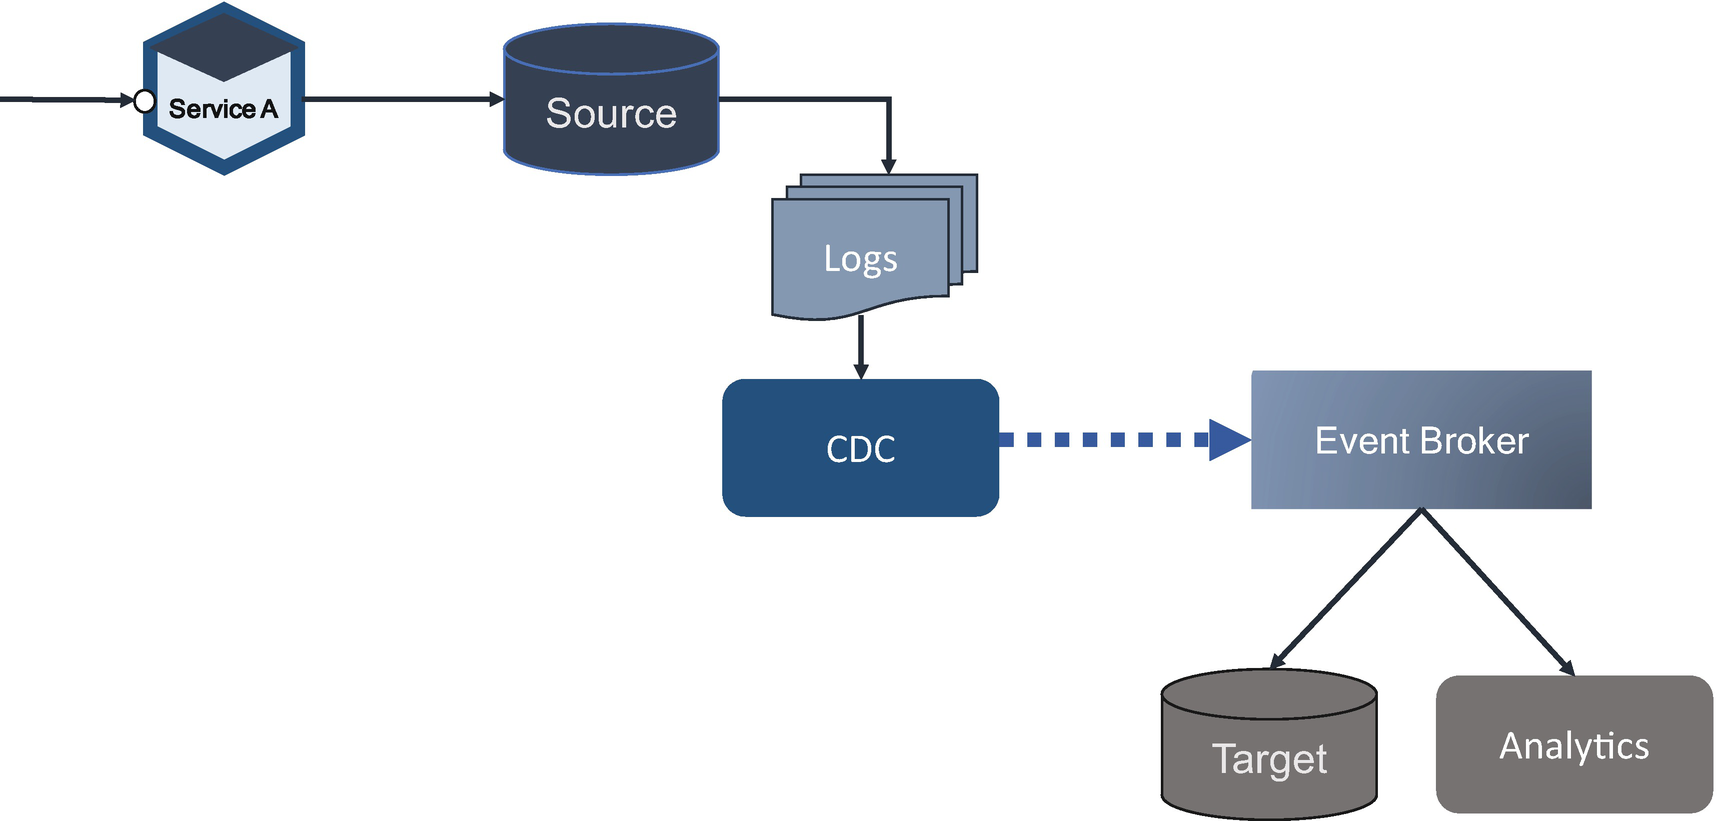 Service A
Source
Logs
CDC
Event Broker
Target
Analytics